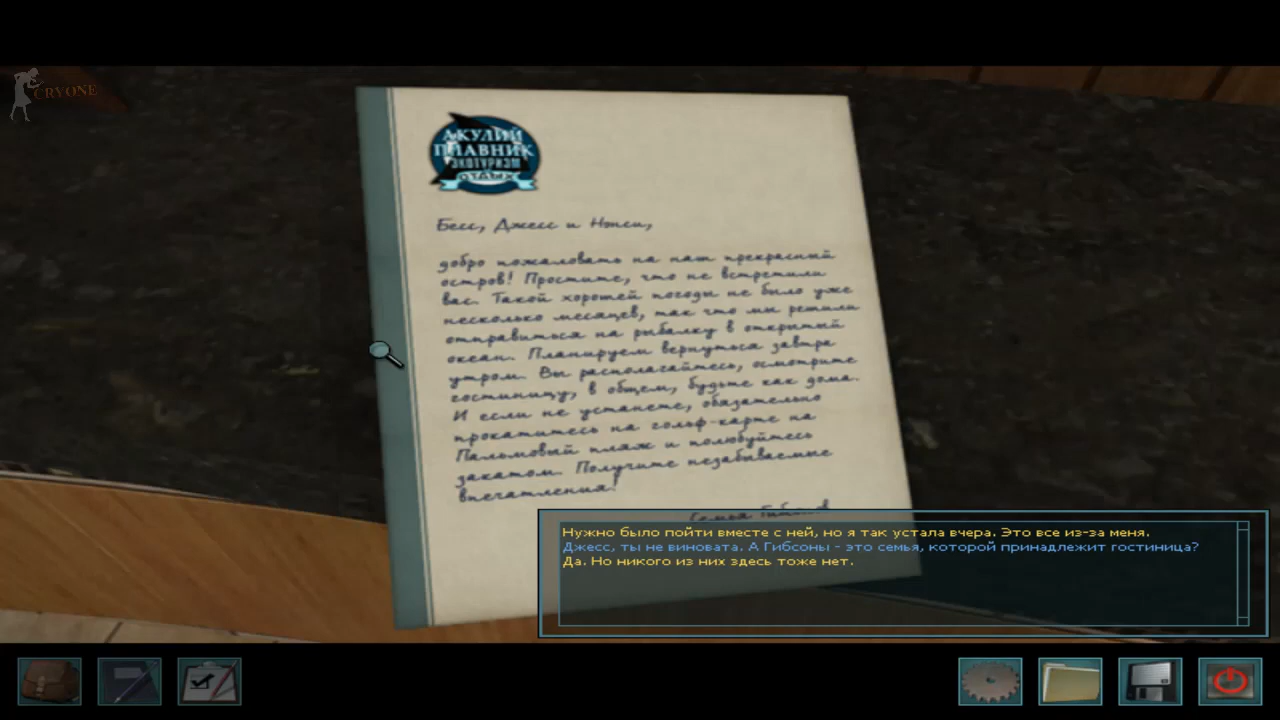 CRYONE
АКУЛИЙ
ПЛАВНИК
ЭКОТУРИЗМ
ОТДЫХ
Бесс, Джесс и Нэнси,
добро пожаловать на наш прекрасный
остров! Простите, что не встретили
вас. Такой хорошей погоды не было уже
несколько месяцев, так что мы решили
отправиться на рыбалку в открытый
океан. Планируем вернуться завтра
утром. Вы располагайтесь, осмотрите
гостиницу, в общем, будьте как дома.
И если не устанете, обязательно
прокатитесь на гольф-карте на
Пальмовый пляж и полюбуйтесь
закатом. Получите незабываемые
впечатления!
Семья Гибсонов
Нужно было пойти вместе с ней, но я так устала вчера. Это все из-за меня.
Джесс, ты не виновата. А Гибсоны - это семья, которой принадлежит гостиница?
Да. Но никого из них здесь тоже нет.